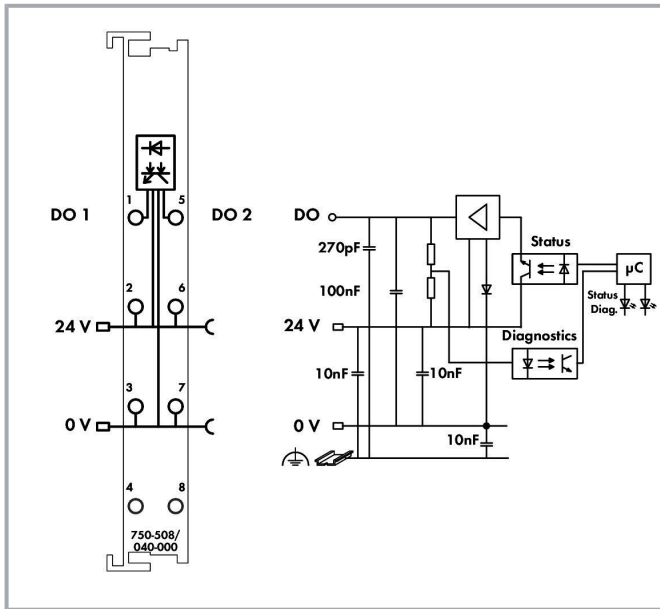 1
5
DO 1
DO 2
2
6
24 V
3
7
0 V
4
8
750-508/
040-000
DO
270pF
100nF
Status
µC
Status
Diag.
24 V
Diagnostics
10nF
10nF
0 V
10nF